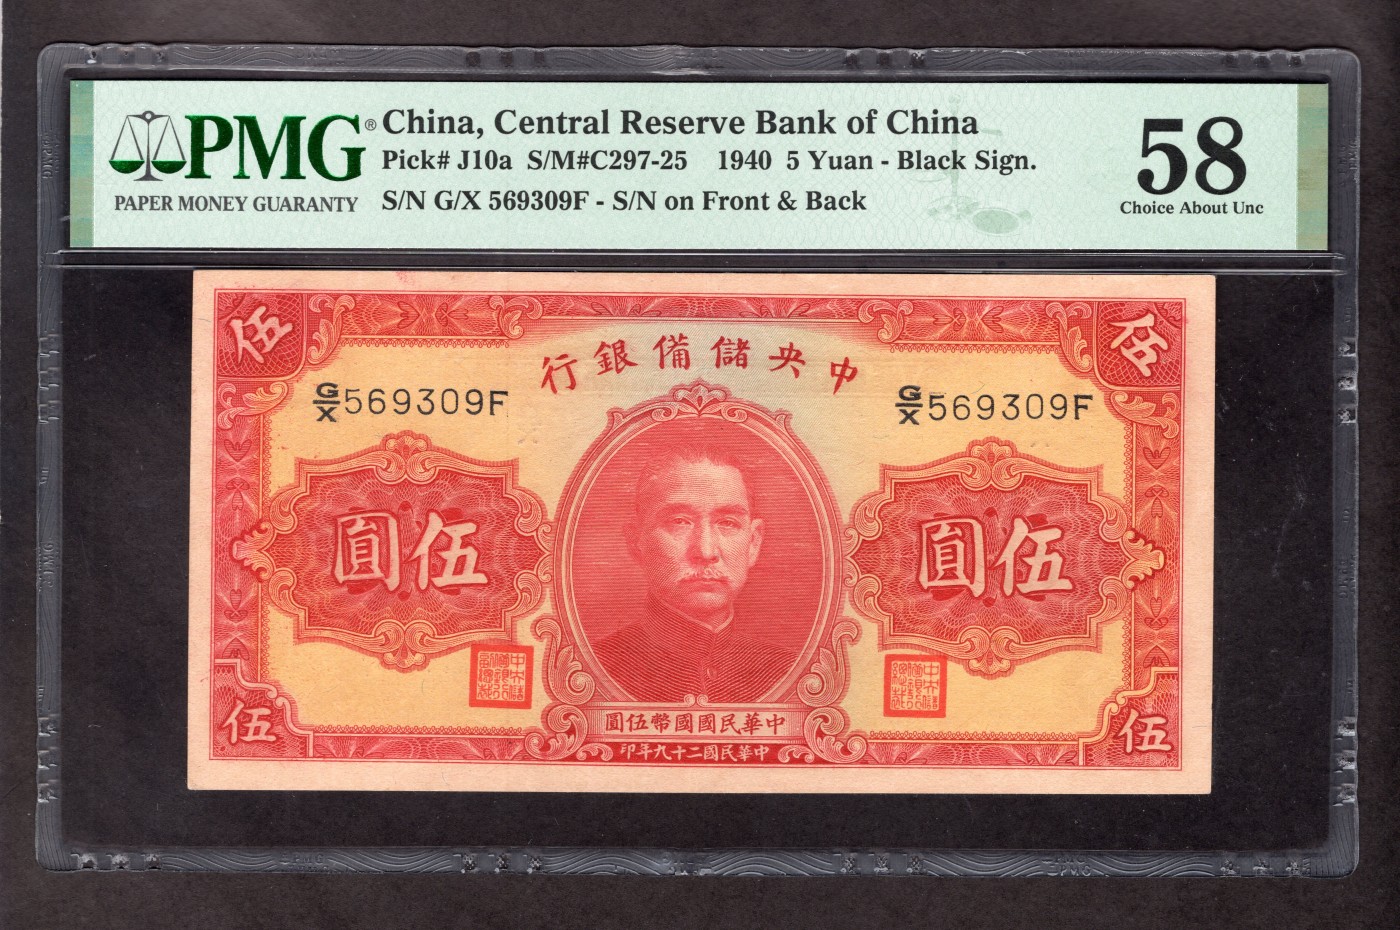 PMG®
PAPER MONEY GUARANTY
China, Central Reserve Bank of China
Pick# J10a S/M#C297-25 1940 5 Yuan - Black Sign.
S/N G/X 569309F - S/N on Front & Back
58
Choice About Unc
伍
伍
中央儲備銀行
G/X 569309F
G/X 569309F
伍圓
伍圓
中華民國國幣伍圓
中華民國二十九年印
伍
伍